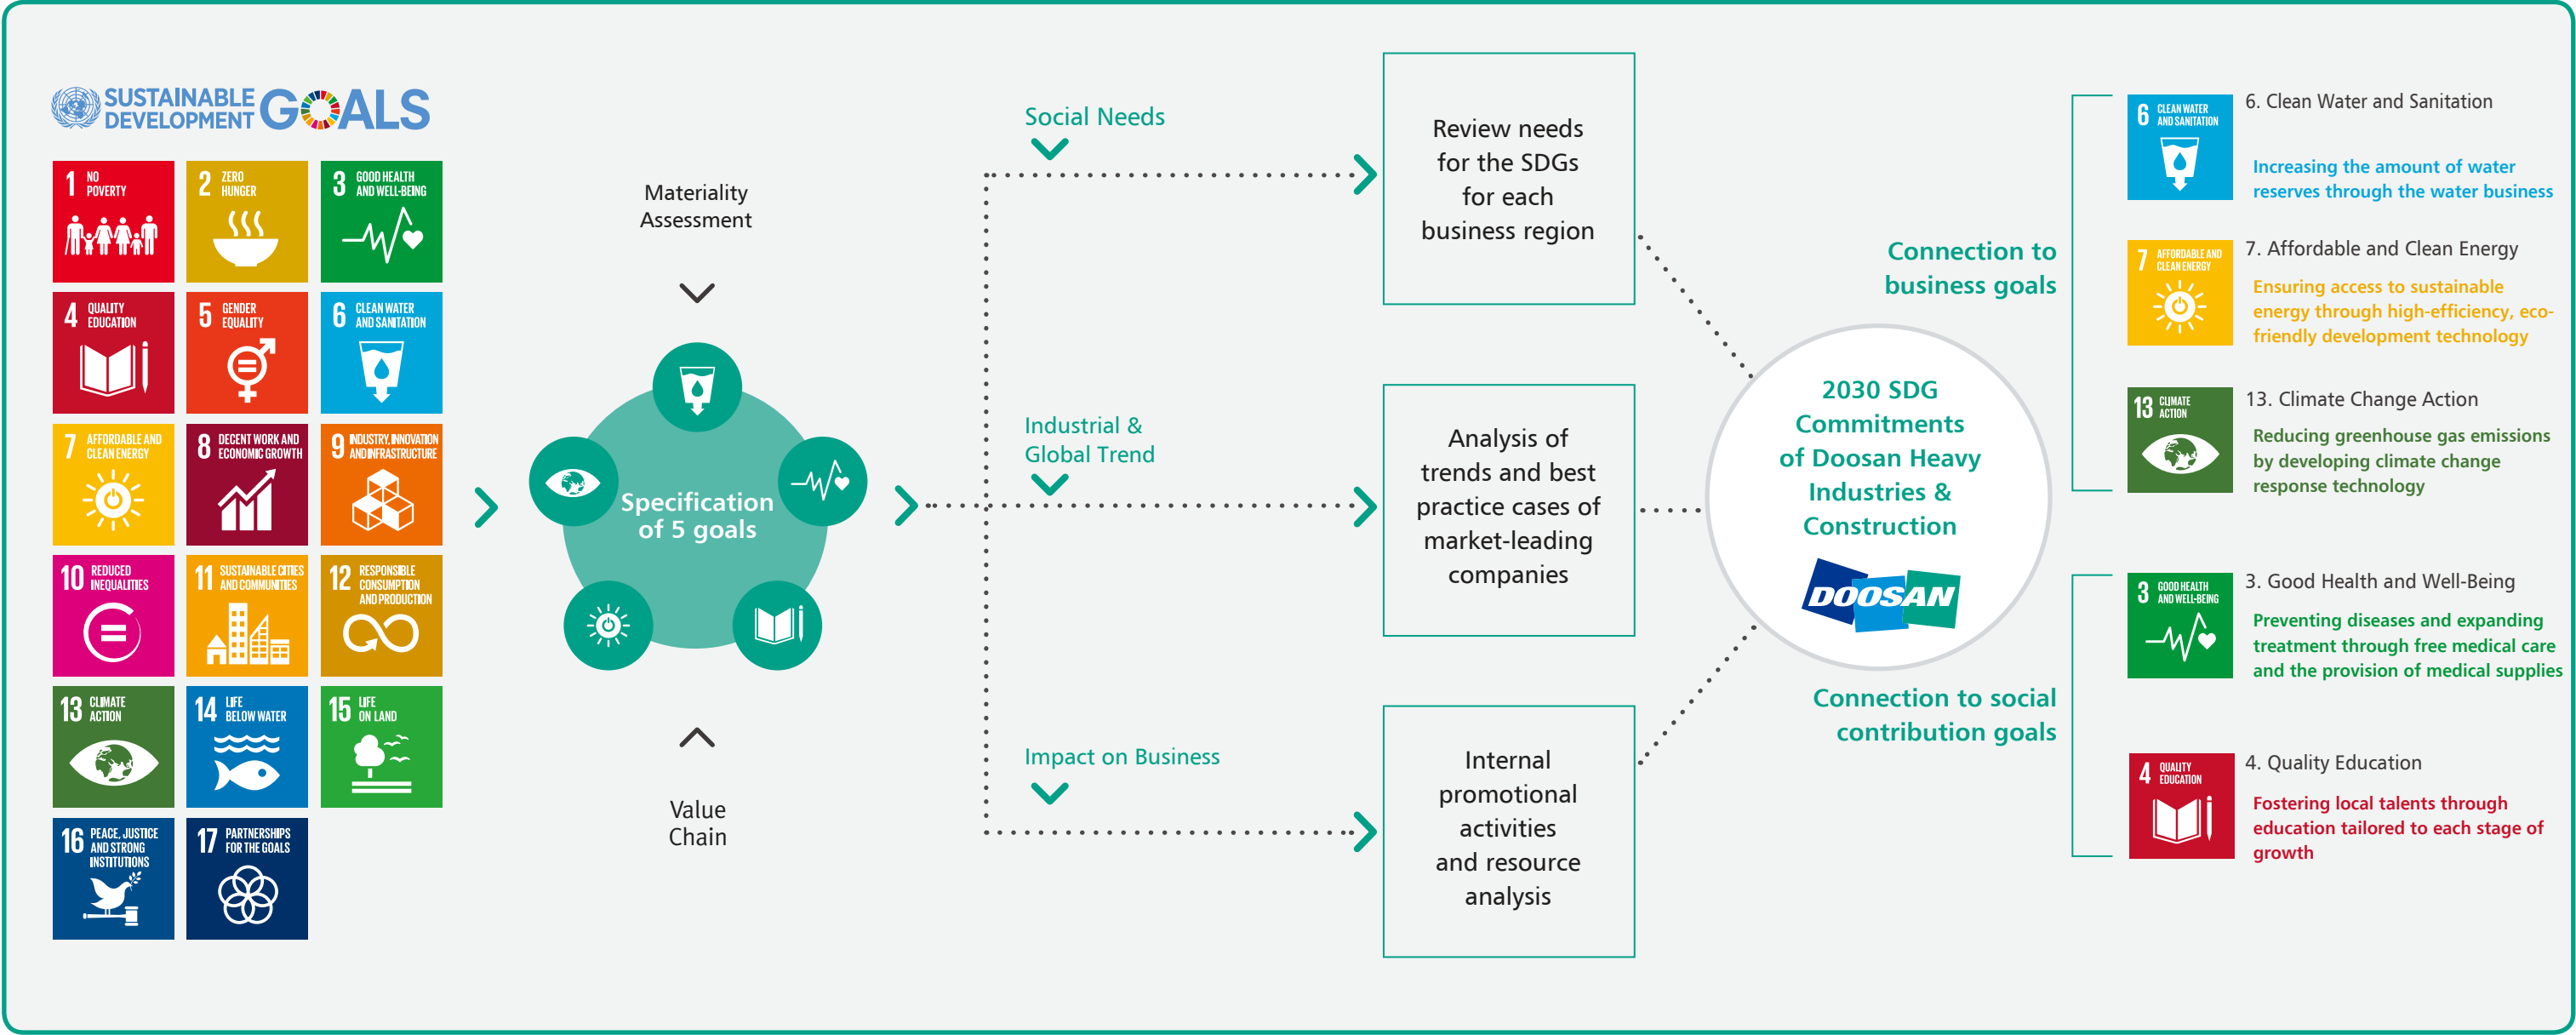 SUSTAINABLE
DEVELOPMENT
GOALS
1 NO
POVERTY
2 ZERO
HUNGER
3 GOOD HEALTH
AND WELL-BEING
4 QUALITY
EDUCATION
5 GENDER
EQUALITY
6 CLEAN WATER
AND SANITATION
7 AFFORDABLE AND
CLEAN ENERGY
8 DECENT WORK AND
ECONOMIC GROWTH
9 INDUSTRY, INNOVATION
AND INFRASTRUCTURE
10 REDUCED
INEQUALITIES
11 SUSTAINABLE CITIES
AND COMMUNITIES
12 RESPONSIBLE
CONSUMPTION
AND PRODUCTION
13 CLIMATE
ACTION
14 LIFE
BELOW WATER
15 LIFE
ON LAND
16 PEACE, JUSTICE
AND STRONG
INSTITUTIONS
17 PARTNERSHIPS
FOR THE GOALS
Materiality
Assessment
Specification
of 5 goals
Value
Chain
Social Needs
Industrial &
Global Trend
Impact on Business
Review needs
for the SDGs
for each
business region
Analysis of
trends and best
practice cases of
market-leading
companies
Internal
promotional
activities
and resource
analysis
2030 SDG
Commitments
of Doosan Heavy
Industries &
Construction
DOOSAN
Connection to
business goals
6 CLEAN WATER
AND SANITATION
6. Clean Water and Sanitation
Increasing the amount of water
reserves through the water business
7 AFFORDABLE AND
CLEAN ENERGY
7. Affordable and Clean Energy
Ensuring access to sustainable
energy through high-efficiency, eco-
friendly development technology
13 CLIMATE
ACTION
13. Climate Change Action
Reducing greenhouse gas emissions
by developing climate change
response technology
Connection to social
contribution goals
3 GOOD HEALTH
AND WELL-BEING
3. Good Health and Well-Being
Preventing diseases and expanding
treatment through free medical care
and the provision of medical supplies
4 QUALITY
EDUCATION
4. Quality Education
Fostering local talents through
education tailored to each stage of
growth